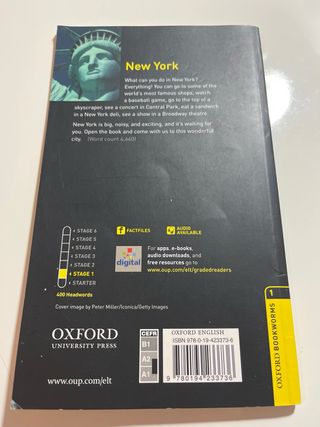 New York
What can you do in New York?
Everything! You can go to some of the
world's most famous shops, watch
a baseball game, go to the top of a
skyscraper, see a concert in Central Park, eat a sandwich
in a New York deli, see a show in a Broadway theatre.
New York is big, noisy, and exciting, and it's waiting for
you. Open the book and come with us to this wonderful
city. (Word count 4,640)
STAGE 6
STAGE 5
STAGE 4
STAGE 3
STAGE 2
STAGE 1
STARTER
400 Headwords
F FACTFILES
AUDIO AVAILABLE
digital
For apps, e-books,
audio downloads, and
free resources go to
www.oup.com/elt/gradedreaders
Cover image by Peter Miller/Iconica/Getty Images
OXFORD
UNIVERSITY PRESS
www.oup.com/elt
CEFR
B1
A2
A1
OXFORD ENGLISH
ISBN 978-0-19-423373-6
9 780194 233736
OXFORD BOOKWORMS 1